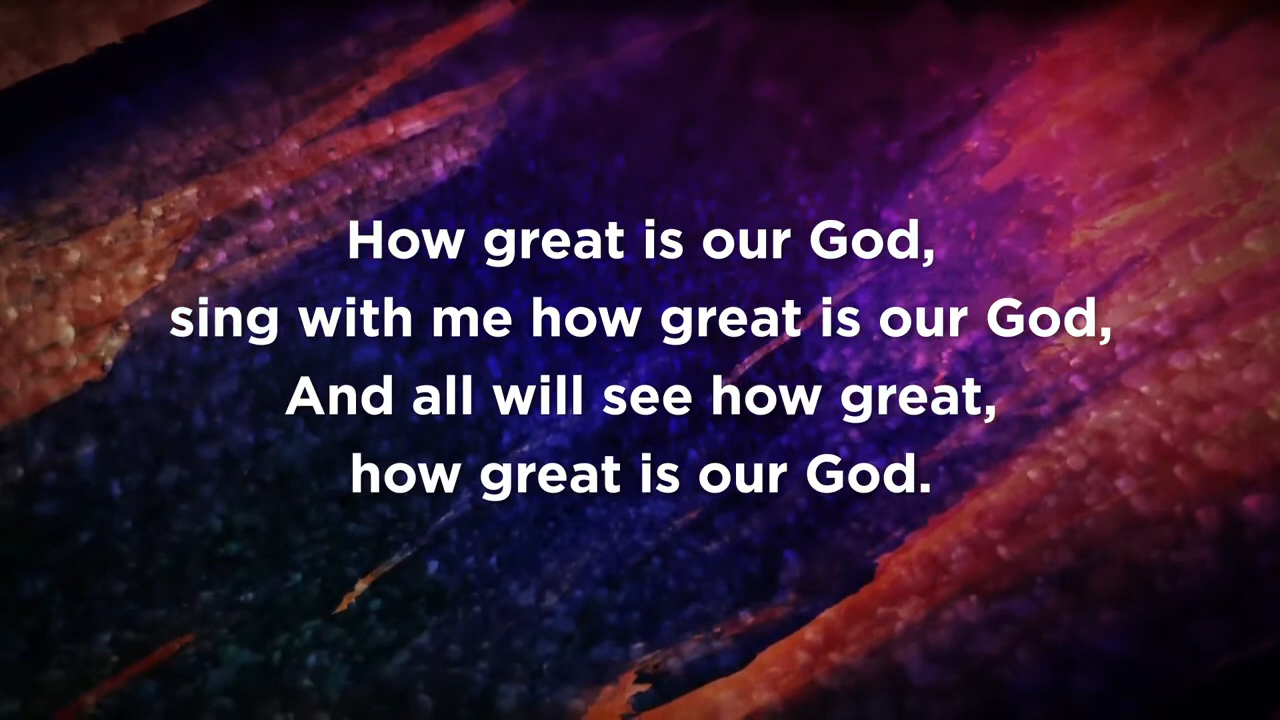 How great is our God,
sing with me how great is our God,
And all will see how great,
how great is our God.